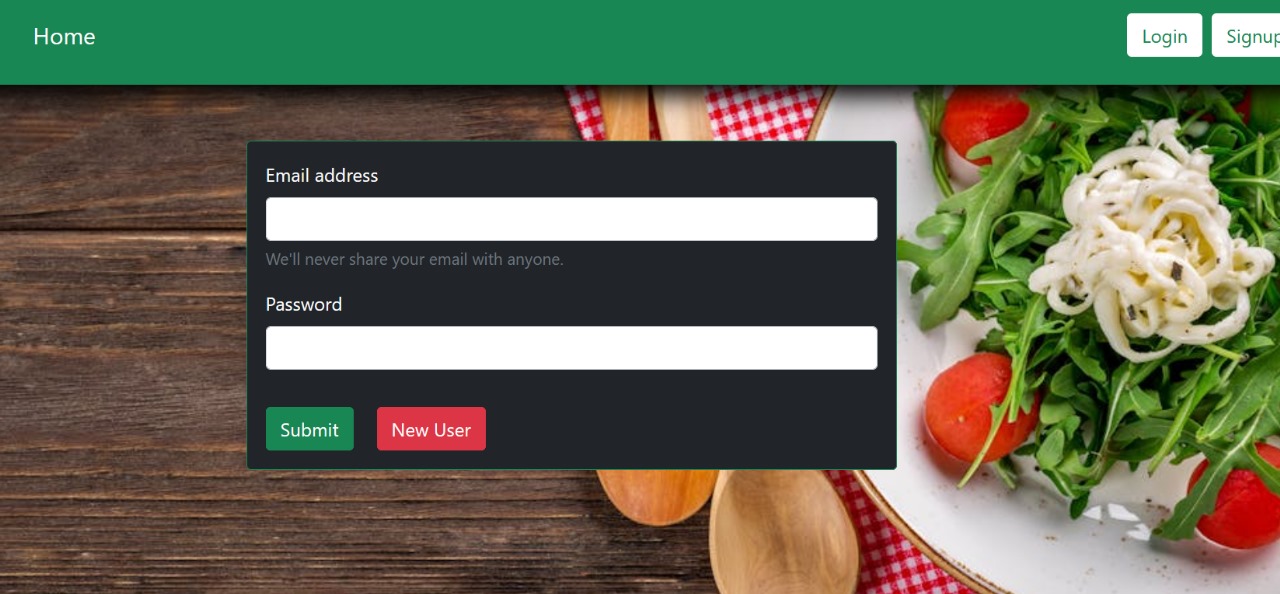 Home Login Signup
Email address
We'll never share your email with anyone.
Password
Submit New User